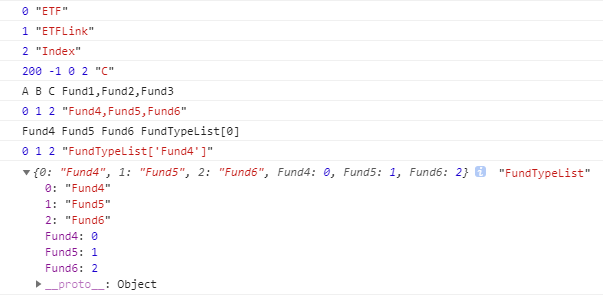 0 "ETF"
1 "ETFLink"
2 "Index"
200 -1 0 2 "C"
A B C Fund1,Fund2,Fund3
0 1 2 "Fund4,Fund5,Fund6"
Fund4 Fund5 Fund6 FundTypeList[0]
0 1 2 "FundTypeList['Fund4']"
{0: "Fund4", 1: "Fund5", 2: "Fund6", Fund4: 0, Fund5: 1, Fund6: 2} i "FundTypeList"
0: "Fund4"
1: "Fund5"
2: "Fund6"
Fund4: 0
Fund5: 1
Fund6: 2
__proto__: Object